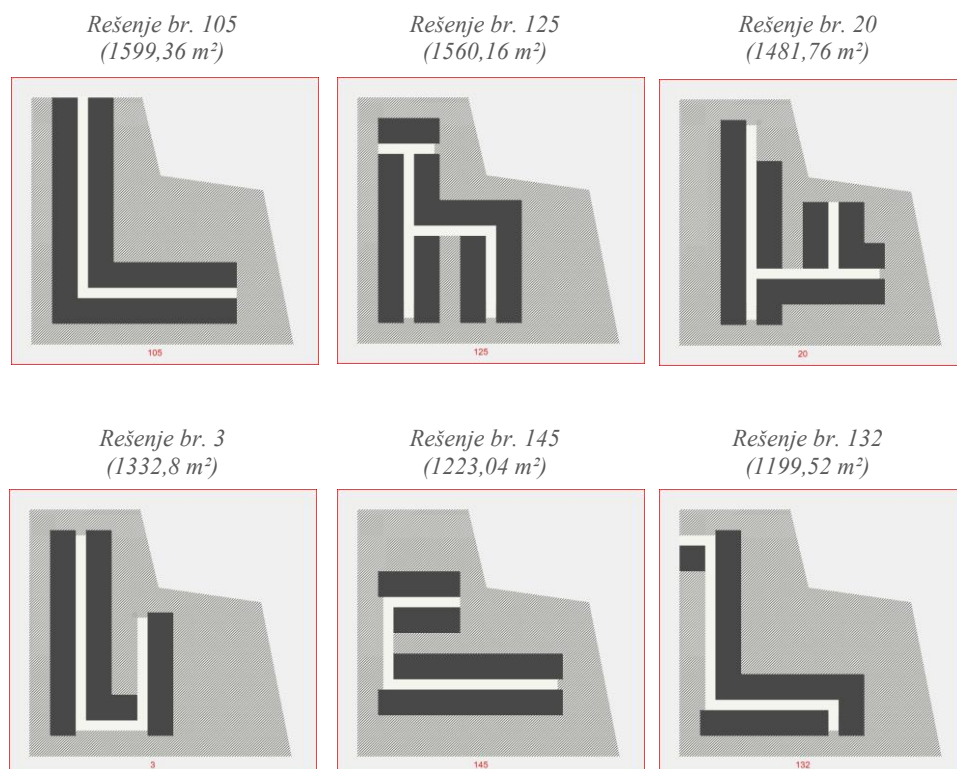 Rešenje br. 105
(1599,36 m²)
Rešenje br. 125
(1560,16 m²)
Rešenje br. 20
(1481,76 m²)
105
125
20
Rešenje br. 3
(1332,8 m²)
Rešenje br. 145
(1223,04 m²)
Rešenje br. 132
(1199,52 m²)
3
145
132